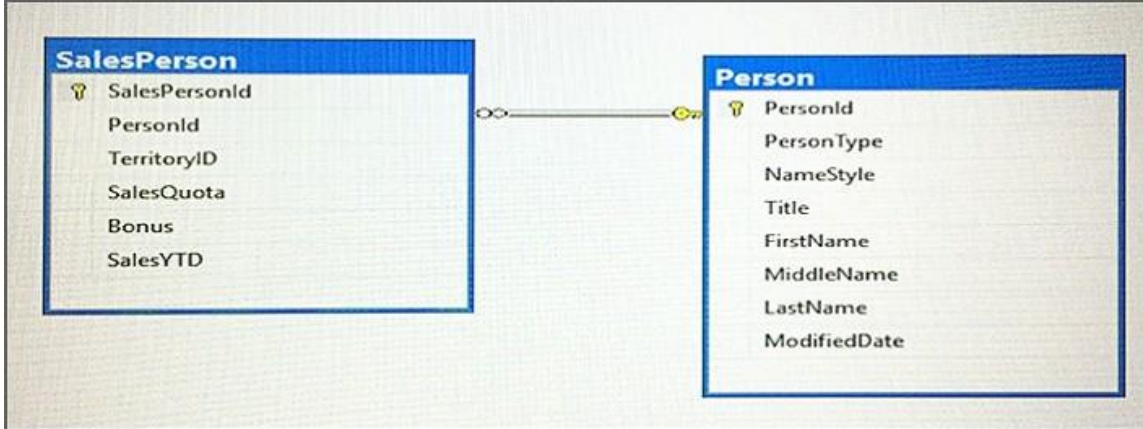 SalesPerson
SalesPersonId
PersonId
TerritoryID
SalesQuota
Bonus
SalesYTD
Person
PersonId
PersonType
NameStyle
Title
FirstName
MiddleName
LastName
ModifiedDate